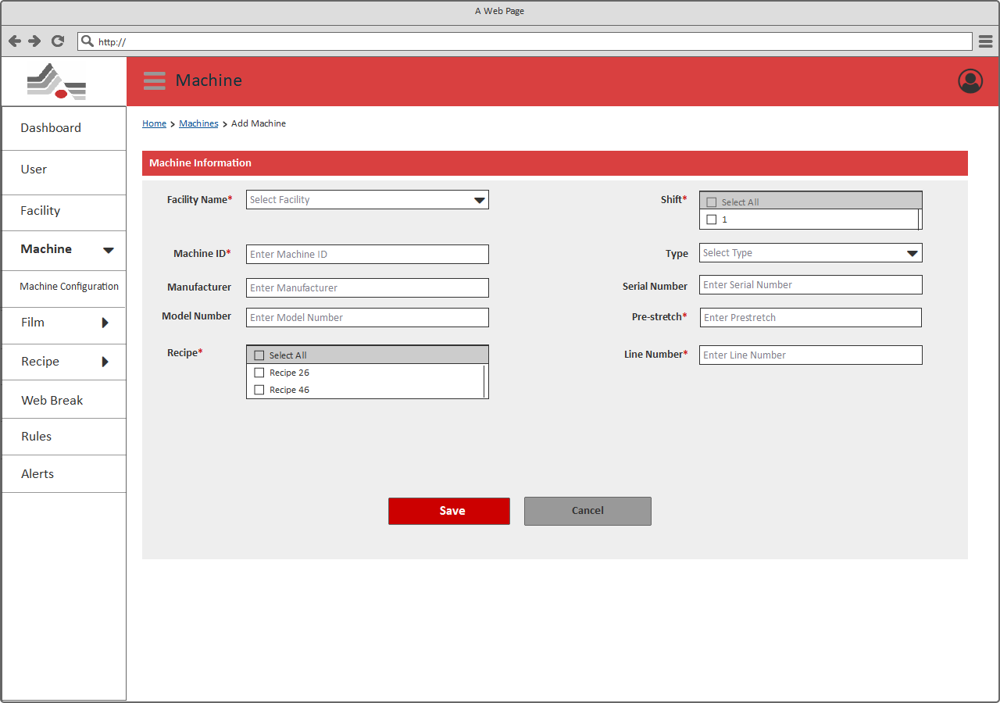 A Web Page
http://
Machine
Dashboard
User
Facility
Machine
Machine Configuration
Film
Recipe
Web Break
Rules
Alerts
Home > Machines > Add Machine
Machine Information
Facility Name* Select Facility
Shift* Select All
1
Machine ID* Enter Machine ID
Type Select Type
Manufacturer Enter Manufacturer
Serial Number Enter Serial Number
Model Number Enter Model Number
Pre-stretch* Enter Prestretch
Recipe* Select All
Recipe 26
Recipe 46
Line Number* Enter Line Number
Save Cancel